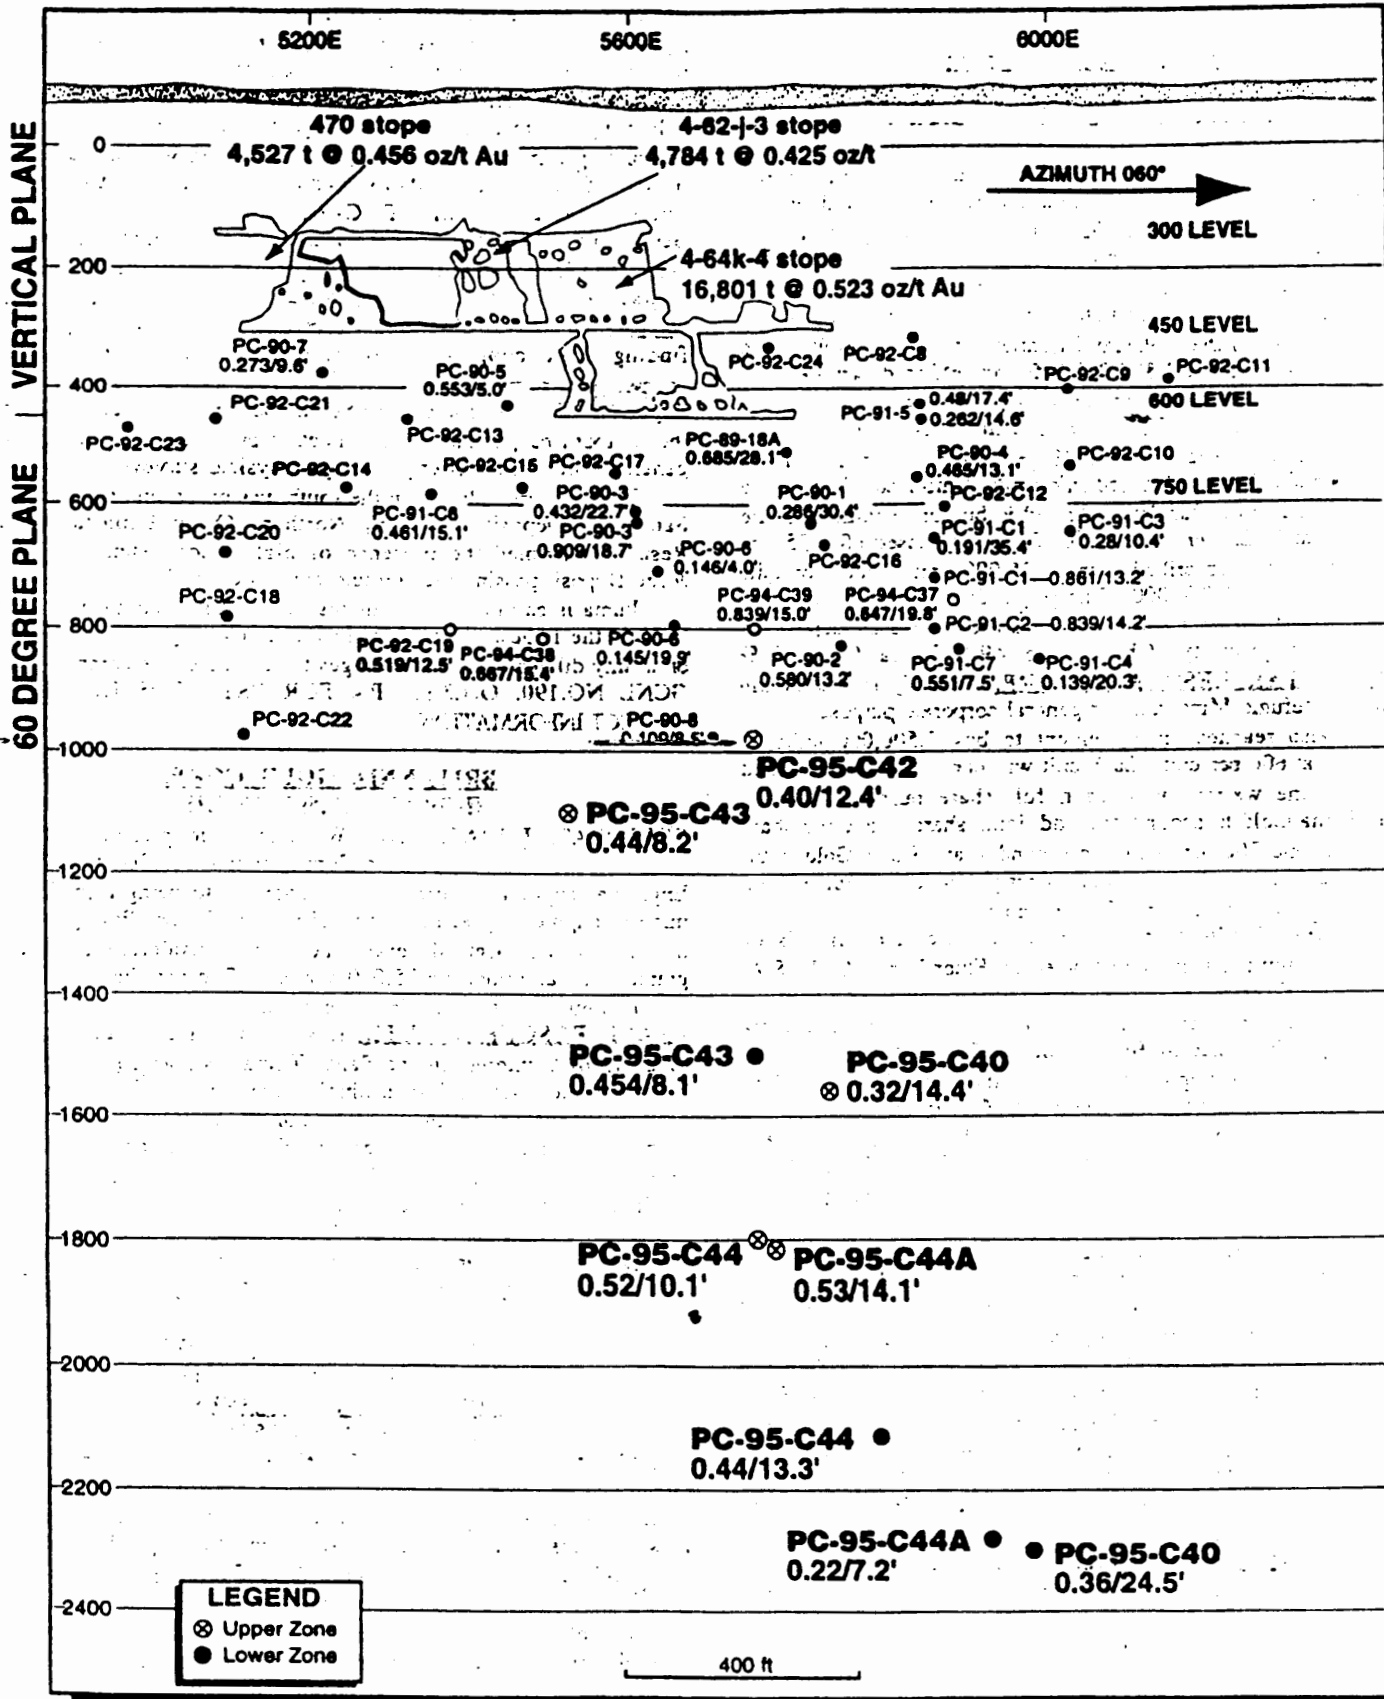 5200E
5600E
6000E
60 DEGREE PLANE | VERTICAL PLANE
470 stope
4,527 t @ 0.456 oz/t Au
4-62-j-3 stope
4,784 t @ 0.425 oz/t
0
AZIMUTH 060°
300 LEVEL
200
4-64k-4 stope
16,801 t @ 0.523 oz/t Au
450 LEVEL
PC-90-7
0.273/9.6'
PC-90-5
0.553/5.0'
PC-92-C24
PC-92-C8
PC-92-C9
PC-92-C11
400
600 LEVEL
PC-92-C21
PC-92-C23
PC-92-C13
PC-91-5
0.48/17.4'
0.262/14.6'
PC-89-18A
0.685/28.1'
PC-92-C14
PC-92-C15
PC-92-C17
PC-90-4
0.465/13.1'
PC-92-C10
750 LEVEL
600
PC-91-C6
0.461/15.1'
PC-90-3
0.432/22.7'
PC-90-3
0.909/18.7'
PC-90-1
0.286/30.4'
PC-92-C12
PC-91-C1
0.191/35.4'
PC-91-C3
0.28/10.4'
PC-92-C20
PC-90-6
0.146/4.0'
PC-92-C16
PC-91-C1—0.861/13.2'
PC-92-C18
PC-94-C39
0.839/15.0'
PC-94-C37
0.647/19.8'
PC-91-C2—0.839/14.2'
800
PC-92-C19
0.519/12.5'
PC-94-C38
0.667/15.4'
PC-90-6
0.145/19.9'
PC-90-2
0.580/13.2'
PC-91-C7
0.551/7.5'
PC-91-C4
0.139/20.3'
PC-92-C22
PC-90-8
0.109/8.5'
1000
PC-95-C42
0.40/12.4'
PC-95-C43
0.44/8.2'
1200
1400
PC-95-C43
0.454/8.1'
PC-95-C40
0.32/14.4'
1600
1800
PC-95-C44
0.52/10.1'
PC-95-C44A
0.53/14.1'
2000
PC-95-C44
0.44/13.3'
2200
PC-95-C44A
0.22/7.2'
PC-95-C40
0.36/24.5'
2400
LEGEND
Upper Zone
Lower Zone
400 ft